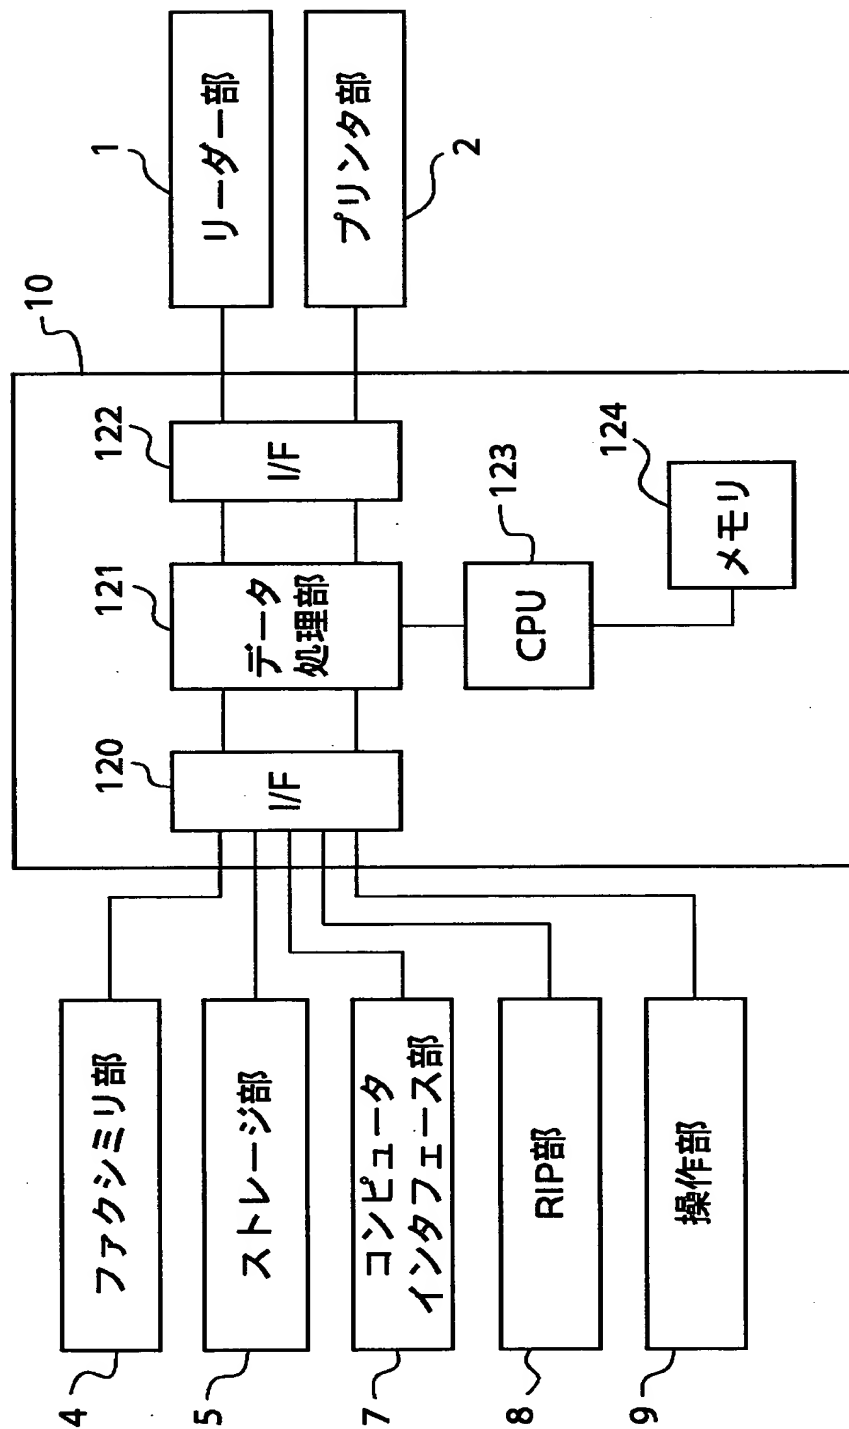 4
ファクシミリ部
5
ストレージ部
7
コンピュータ
インタフェース部
8
RIP部
9
操作部
10
120
I/F
121
データ
処理部
122
I/F
123
CPU
124
メモリ
1
リーダー部
2
プリンタ部